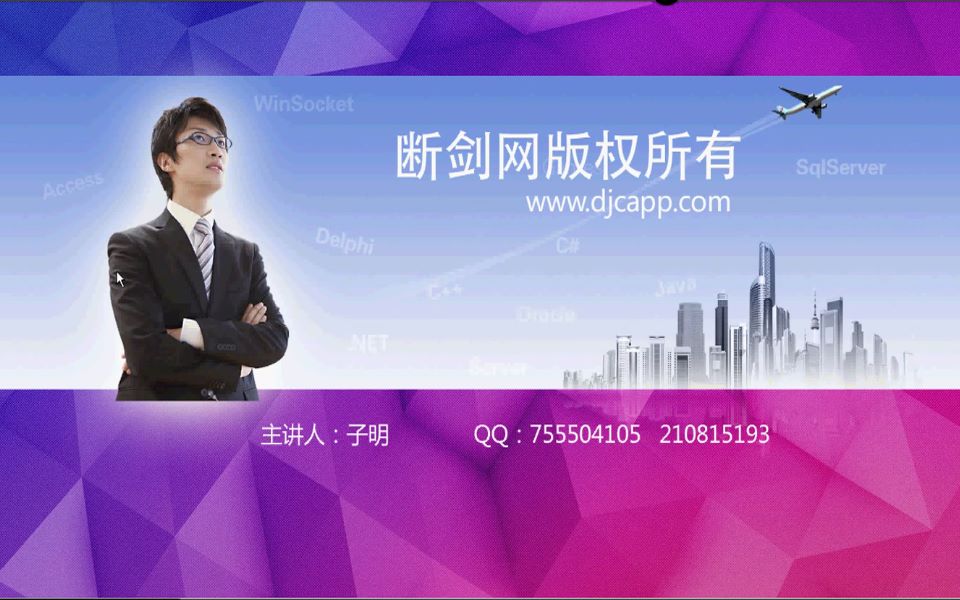 WinSocket
断剑网版权所有
www.djcapp.com
SqlServer
Access
Delphi
C#
C++
Java
Oracle
.NET
Server
主讲人：子明
QQ：755504105 210815193